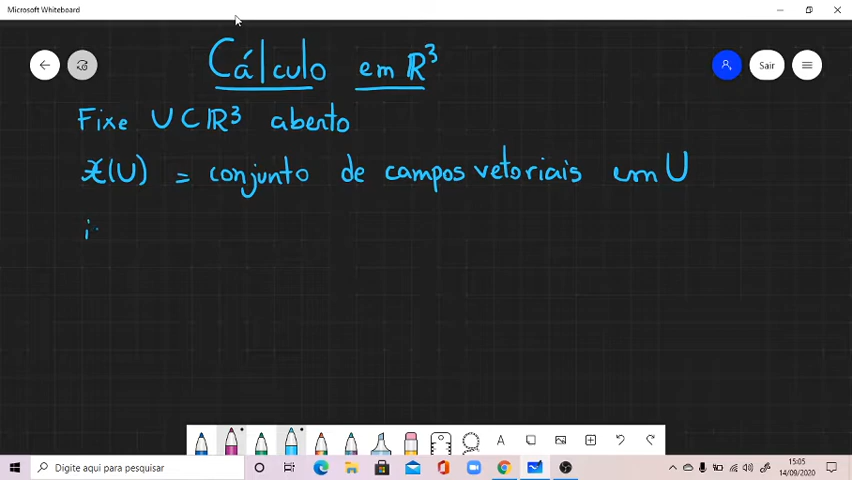 Microsoft Whiteboard
Cálculo em ℝ³
Sair
Fixe U ⊂ ℝ³ aberto
𝔛(U) = conjunto de campos vetoriais em U
i
A
Digite aqui para pesquisar
15:05
14/09/2020